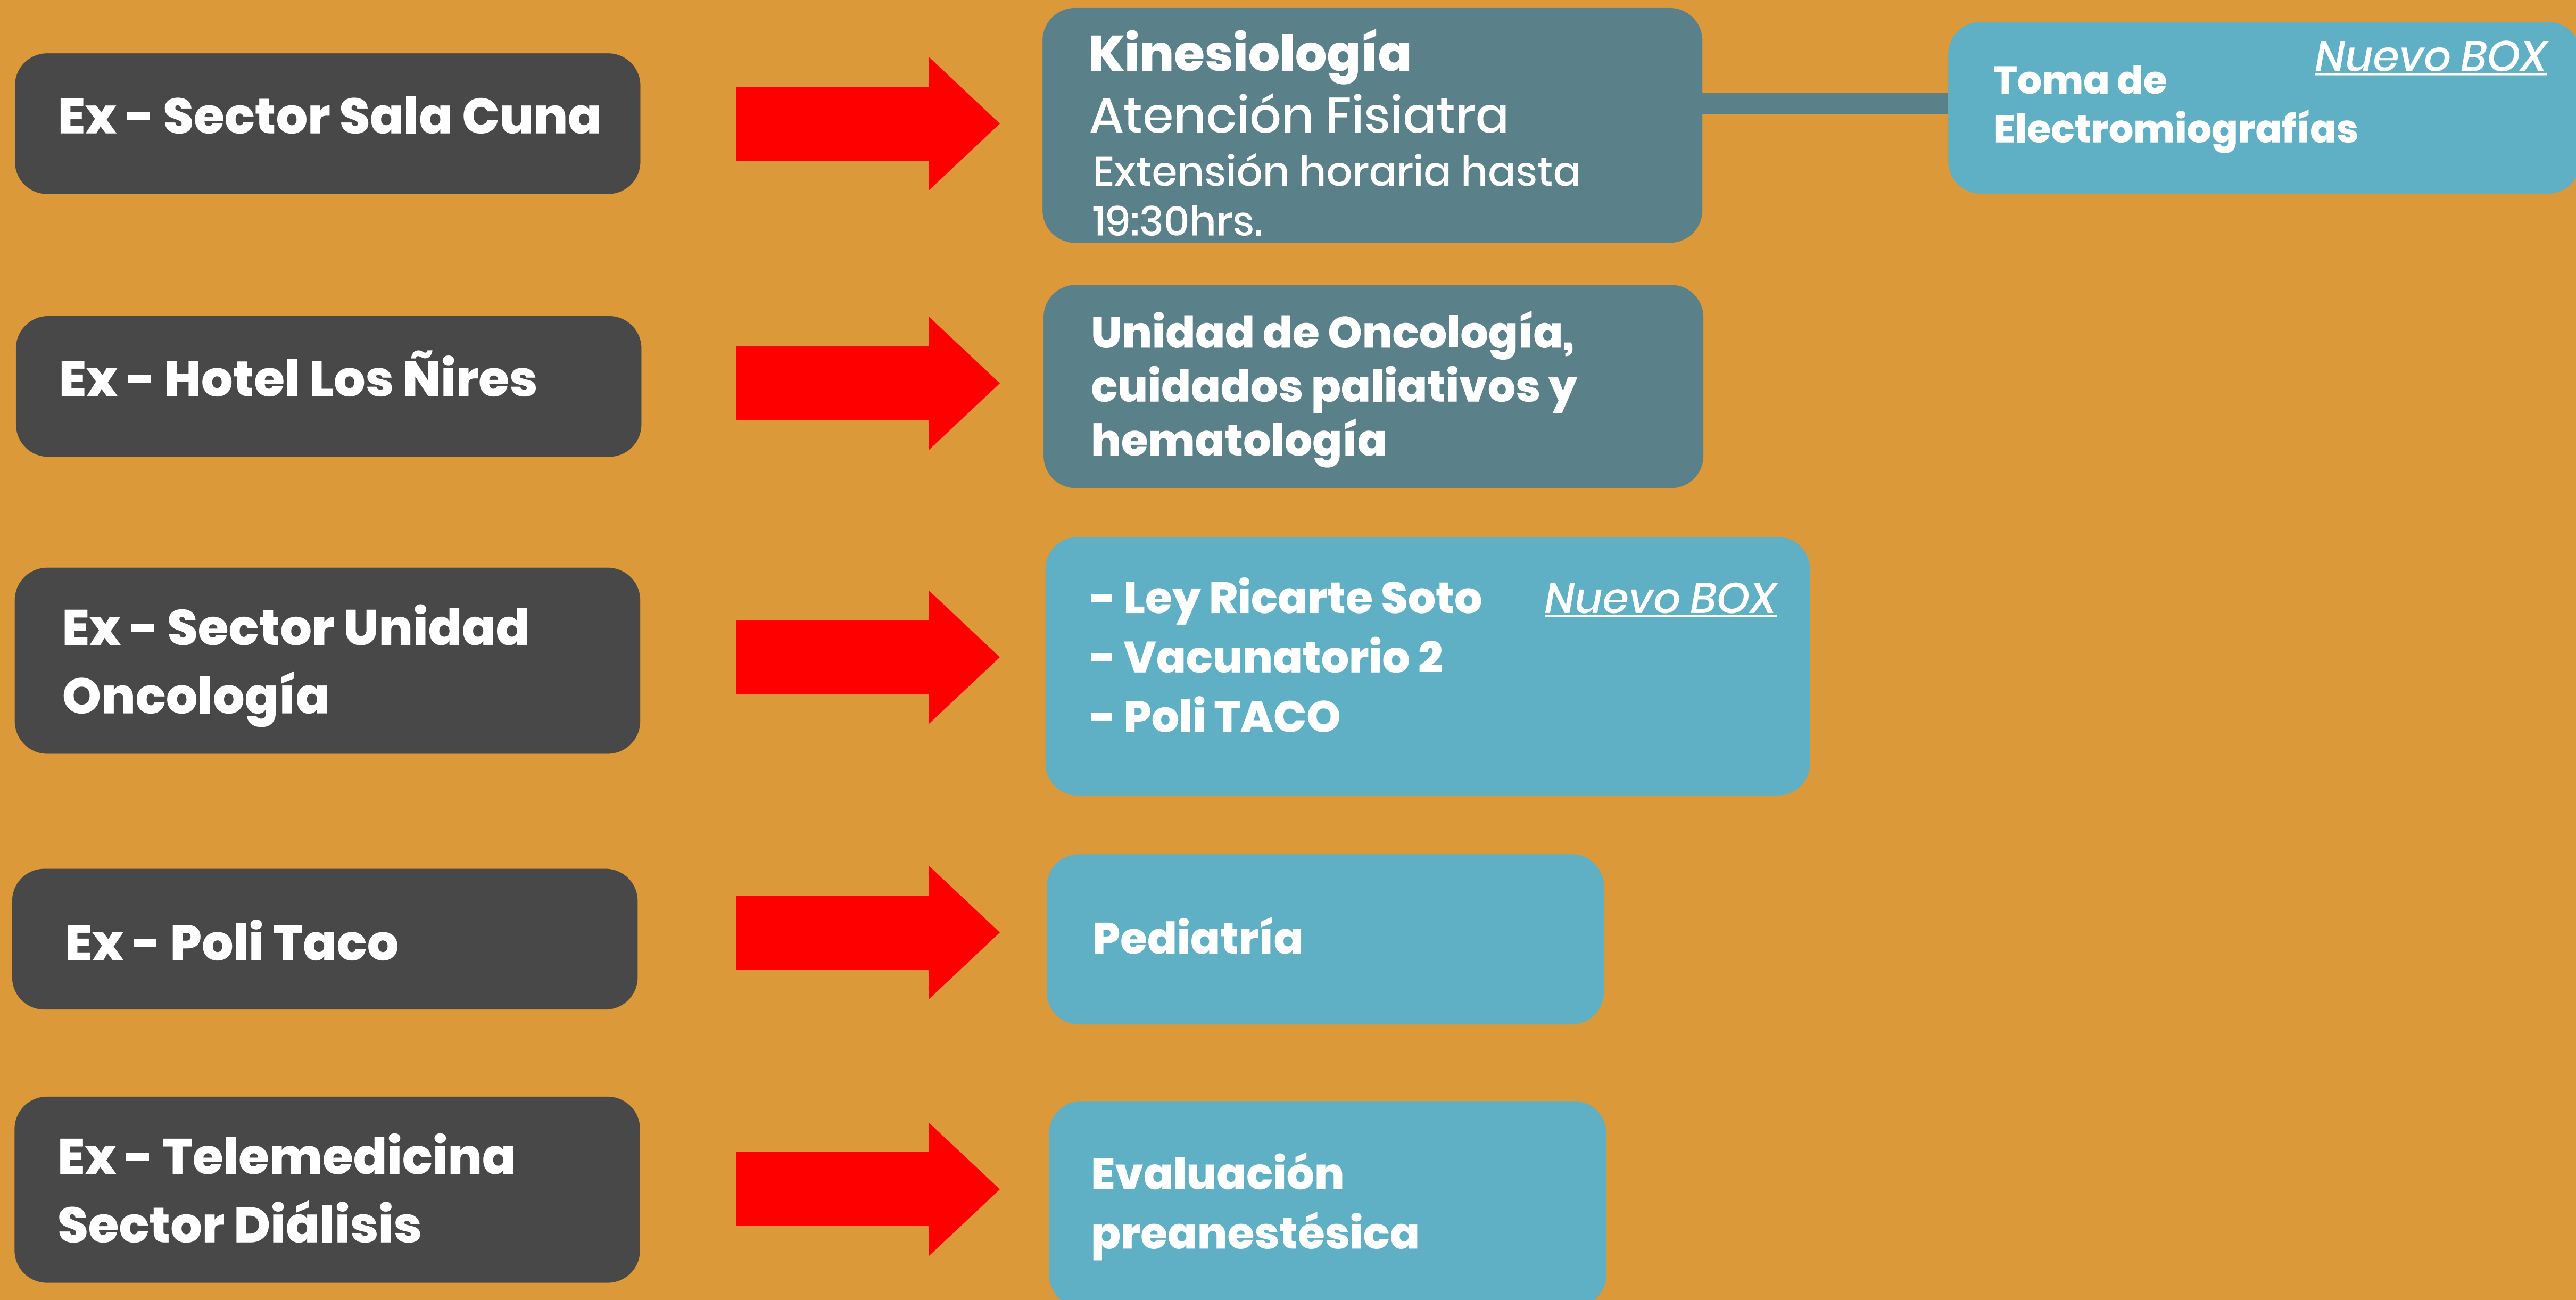 Ex - Sector Sala Cuna
Kinesiología
Atención Fisiatra
Extensión horaria hasta
19:30hrs.
Nuevo BOX
Toma de
Electromiografías
Ex - Hotel Los Ñires
Unidad de Oncología,
cuidados paliativos y
hematología
Ex - Sector Unidad
Oncología
- Ley Ricarte Soto
Nuevo BOX
- Vacunatorio 2
- Poli TACO
Ex - Poli Taco
Pediatría
Ex - Telemedicina
Sector Diálisis
Evaluación
preanestésica